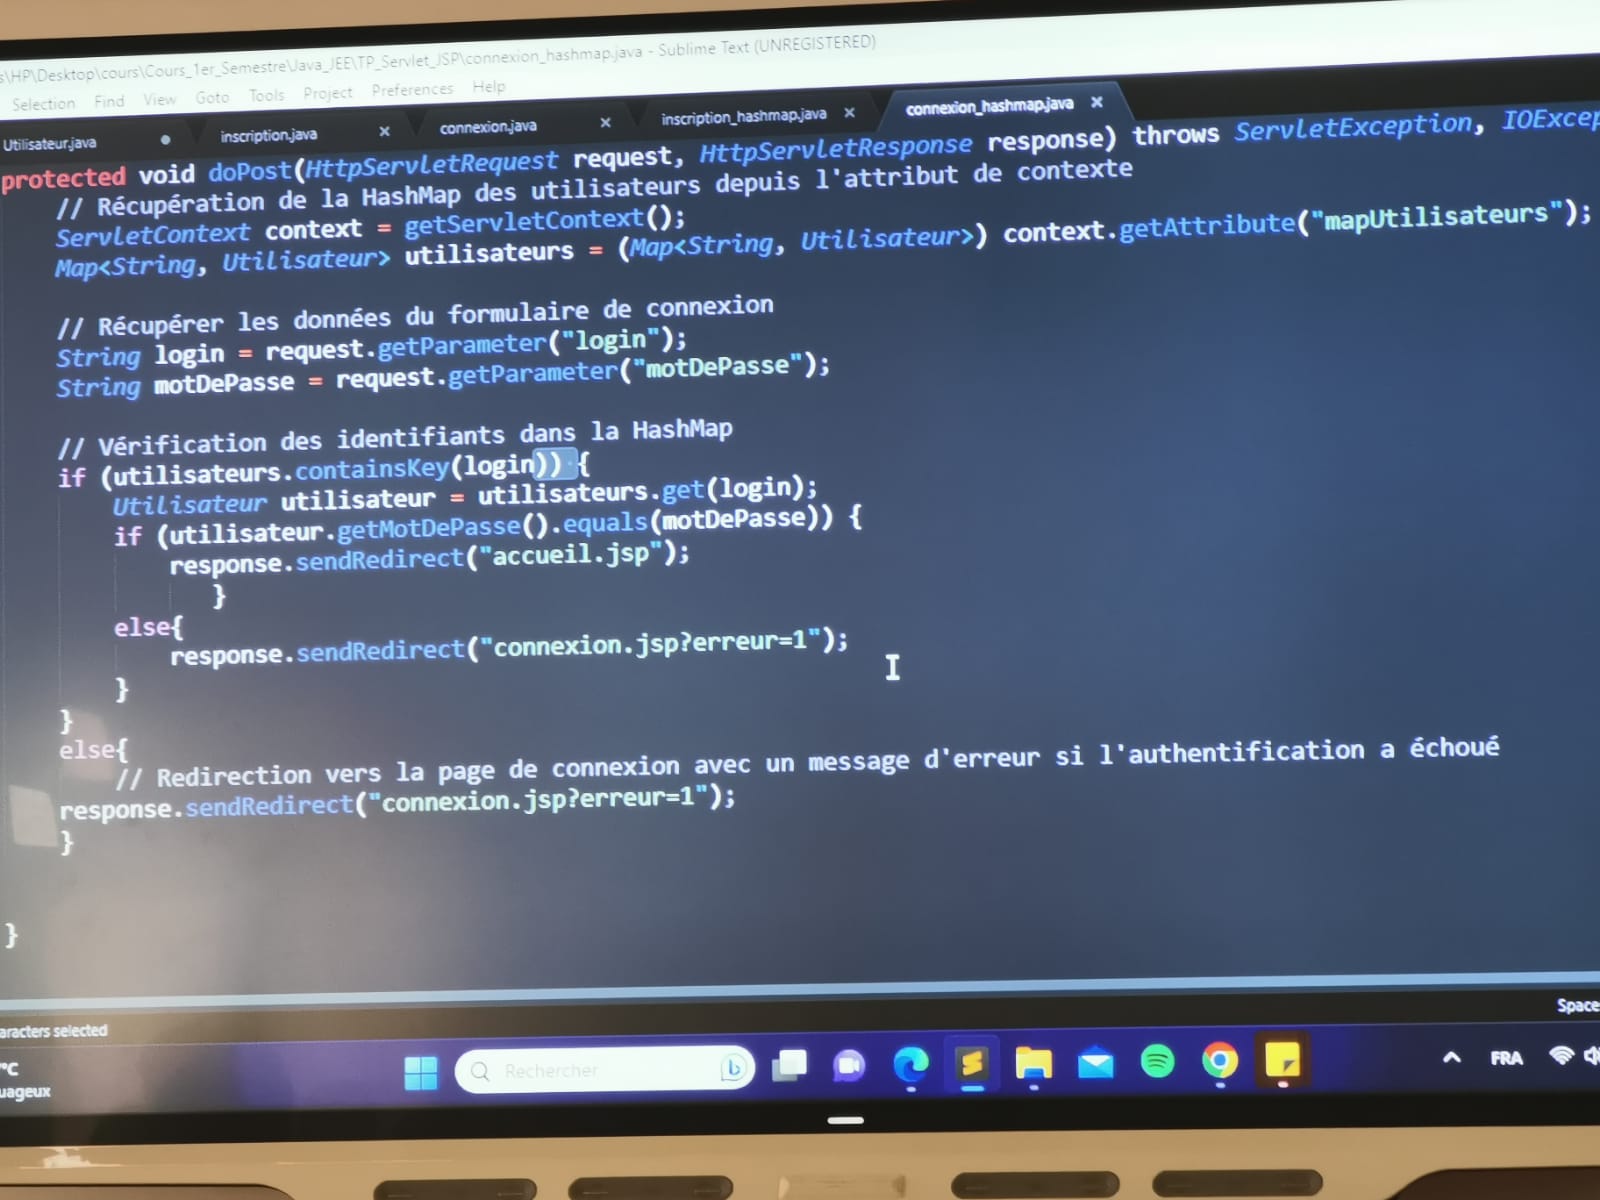 s\HP\Desktop\cours\Cours_1er_Semestre\Java_JEE\TP_Servlet_JSP\connexion_hashmap.java - Sublime Text (UNREGISTERED)
Selection Find View Goto Tools Project Preferences Help
Utilisateur.java inscription.java connexion.java inscription_hashmap.java connexion_hashmap.java
protected void doPost(HttpServletRequest request, HttpServletResponse response) throws ServletException, IOExcep
// Récupération de la HashMap des utilisateurs depuis l'attribut de contexte
ServletContext context = getServletContext();
Map<String, Utilisateur> utilisateurs = (Map<String, Utilisateur>) context.getAttribute("mapUtilisateurs");
// Récupérer les données du formulaire de connexion
String login = request.getParameter("login");
String motDePasse = request.getParameter("motDePasse");
// Vérification des identifiants dans la HashMap
if (utilisateurs.containsKey(login)) {
Utilisateur utilisateur = utilisateurs.get(login);
if (utilisateur.getMotDePasse().equals(motDePasse)) {
response.sendRedirect("accueil.jsp");
}
else{
response.sendRedirect("connexion.jsp?erreur=1");
}
}
else{
// Redirection vers la page de connexion avec un message d'erreur si l'authentification a échoué
response.sendRedirect("connexion.jsp?erreur=1");
}
}
aracters selected Space
°C
uageux
Rechercher
FRA